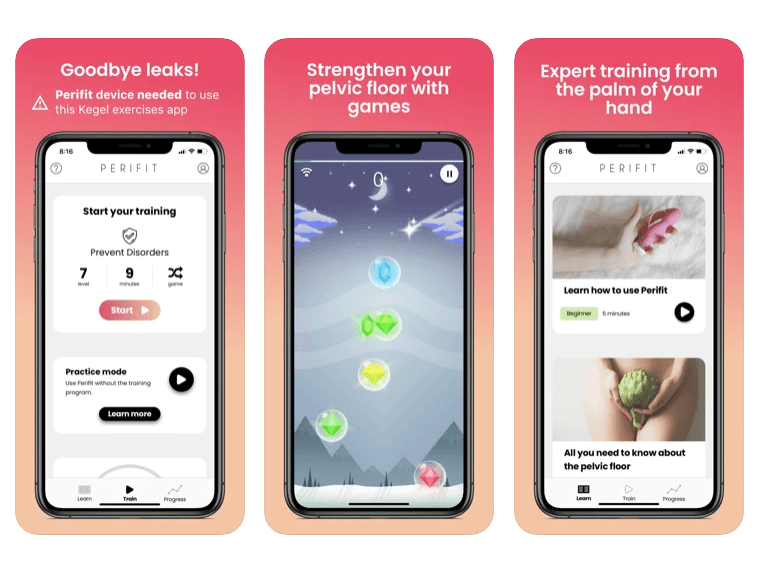 Goodbye leaks!
Perifit device needed to use
this Kegel exercises app
8:16
PERIFIT
Start your training
Prevent Disorders
7
level
9
minutes
game
Start
Practice mode
Use Perifit without the training
program.
Learn more
Learn
Train
Progress
Strengthen your
pelvic floor with
games
0
Expert training from
the palm of your
hand
8:16
PERIFIT
Learn how to use Perifit
Beginner
5 minutes
All you need to know about
the pelvic floor
Learn
Train
Progress